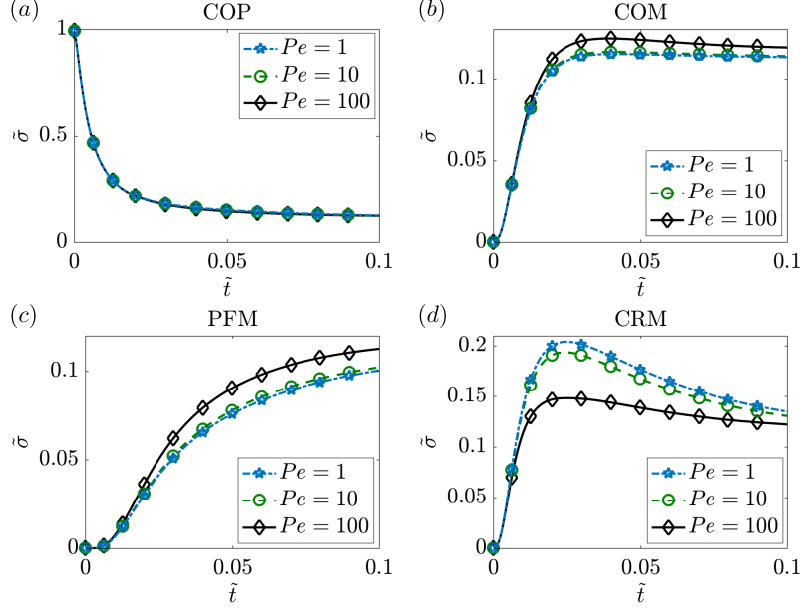 (a) COP
1
0.5
0
σ̃
0 0.05 0.1
t̃
Pe = 1
Pe = 10
Pe = 100
(b) COM
0.1
0.05
0
σ̃
0 0.05 0.1
t̃
Pe = 1
Pe = 10
Pe = 100
(c) PFM
0.1
0.05
0
σ̃
0 0.05 0.1
t̃
Pe = 1
Pc = 10
Pe = 100
(d) CRM
0.2
0.15
0.1
0.05
0
σ̃
0 0.05 0.1
t̃
Pe = 1
Pe = 10
Pe = 100